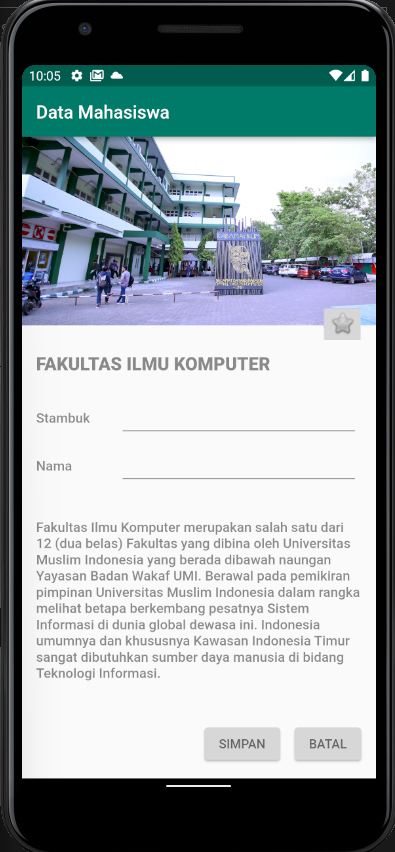 10:05
Data Mahasiswa
FAKULTAS ILMU KOMPUTER
Stambuk
Nama
Fakultas Ilmu Komputer merupakan salah satu dari
12 (dua belas) Fakultas yang dibina oleh Universitas
Muslim Indonesia yang berada dibawah naungan
Yayasan Badan Wakaf UMI. Berawal pada pemikiran
pimpinan Universitas Muslim Indonesia dalam rangka
melihat betapa berkembang pesatnya Sistem
Informasi di dunia global dewasa ini. Indonesia
umumnya dan khususnya Kawasan Indonesia Timur
sangat dibutuhkan sumber daya manusia di bidang
Teknologi Informasi.
SIMPAN BATAL